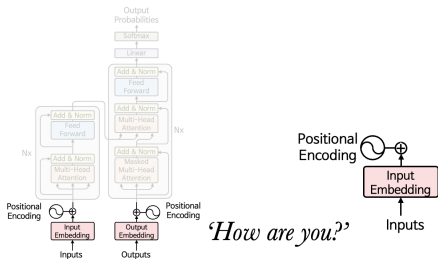 Output
Probabilities
Softmax
Linear
Add & Norm
Feed
Forward
Add & Norm
Multi-Head
Attention
Add & Norm
Masked
Multi-Head
Attention
Nx
Add & Norm
Feed
Forward
Add & Norm
Multi-Head
Attention
Nx
Positional
Encoding
Positional
Encoding
Input
Embedding
Output
Embedding
Inputs
Outputs
'How are you?'
Positional
Encoding
Input
Embedding
Inputs